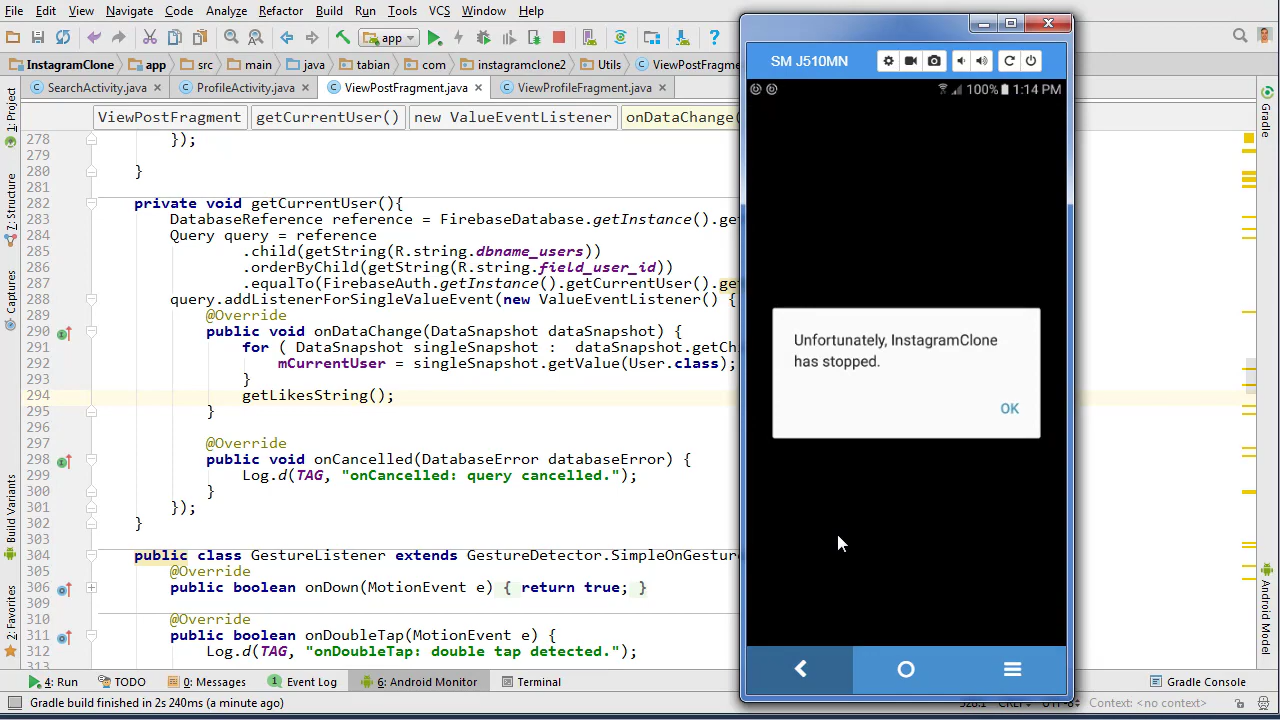 File Edit View Navigate Code Analyze Refactor Build Run Tools VCS Window Help
app
InstagramClone app src main java tabian com instagramclone2 Utils ViewPostFragme
SearchActivity.java ProfileActivity.java ViewPostFragment.java ViewProfileFragment.java
ViewPostFragment getCurrentUser() new ValueEventListener onDataChange(
278 });
279
280 }
281
282 private void getCurrentUser(){
283 DatabaseReference reference = FirebaseDatabase.getInstance().get
284 Query query = reference
285 .child(getString(R.string.dbname_users))
286 .orderByChild(getString(R.string.field_user_id))
287 .equalTo(FirebaseAuth.getInstance().getCurrentUser().get
288 query.addListenerForSingleValueEvent(new ValueEventListener() {
289 @Override
290 public void onDataChange(DataSnapshot dataSnapshot) {
291 for ( DataSnapshot singleSnapshot : dataSnapshot.getChi
292 mCurrentUser = singleSnapshot.getValue(User.class);
293 }
294 getLikesString();
295 }
296
297 @Override
298 public void onCancelled(DatabaseError databaseError) {
299 Log.d(TAG, "onCancelled: query cancelled.");
300 }
301 });
302 }
303
304 public class GestureListener extends GestureDetector.SimpleOnGestur
305 @Override
306 public boolean onDown(MotionEvent e) { return true; }
309
310 @Override
311 public boolean onDoubleTap(MotionEvent e) {
312 Log.d(TAG, "onDoubleTap: double tap detected.");
313
1: Project
7: Structure
Captures
Build Variants
2: Favorites
SM J510MN
100% 1:14 PM
Unfortunately, InstagramClone
has stopped.
OK
Gradle
Android Model
4: Run TODO 0: Messages Event Log 6: Android Monitor Terminal Gradle Console
Gradle build finished in 2s 240ms (a minute ago) Context: <no context>